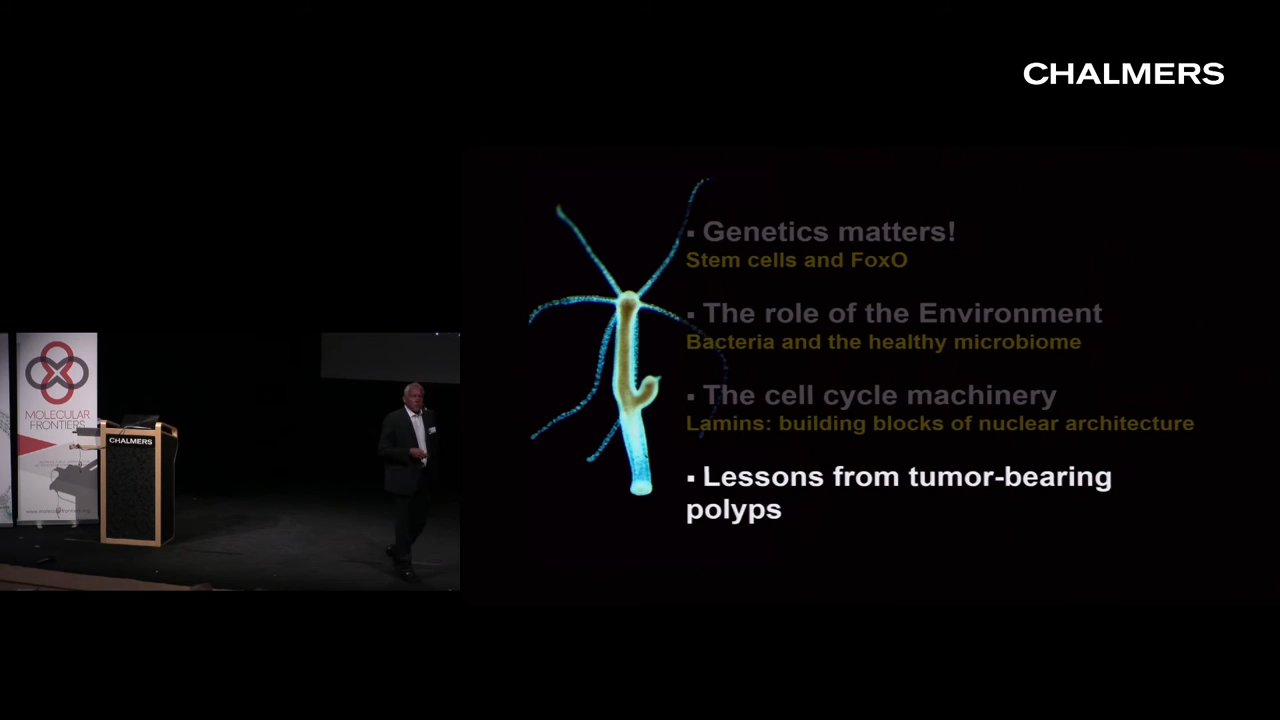 CHALMERS
▪ Genetics matters!
Stem cells and FoxO
▪ The role of the Environment
Bacteria and the healthy microbiome
▪ The cell cycle machinery
Lamins: building blocks of nuclear architecture
▪ Lessons from tumor-bearing
polyps
MOLECULAR
FRONTIERS
CHALMERS